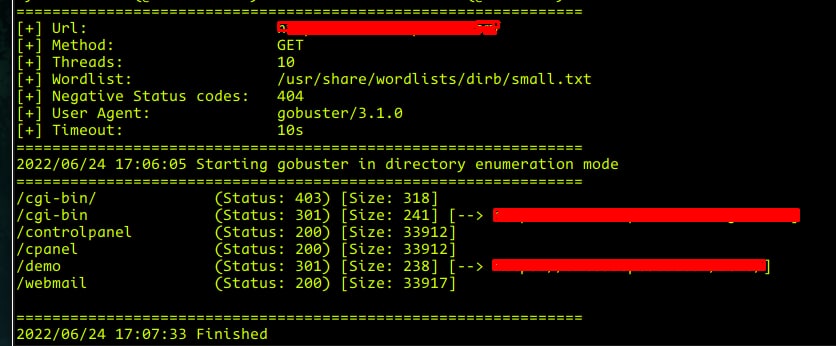 ===============================================================
[+] Url:
[+] Method: GET
[+] Threads: 10
[+] Wordlist: /usr/share/wordlists/dirb/small.txt
[+] Negative Status codes: 404
[+] User Agent: gobuster/3.1.0
[+] Timeout: 10s
===============================================================
2022/06/24 17:06:05 Starting gobuster in directory enumeration mode
===============================================================
/cgi-bin/ (Status: 403) [Size: 318]
/cgi-bin (Status: 301) [Size: 241] [-->
/controlpanel (Status: 200) [Size: 33912]
/cpanel (Status: 200) [Size: 33912]
/demo (Status: 301) [Size: 238] [--> ]
/webmail (Status: 200) [Size: 33917]
===============================================================
2022/06/24 17:07:33 Finished